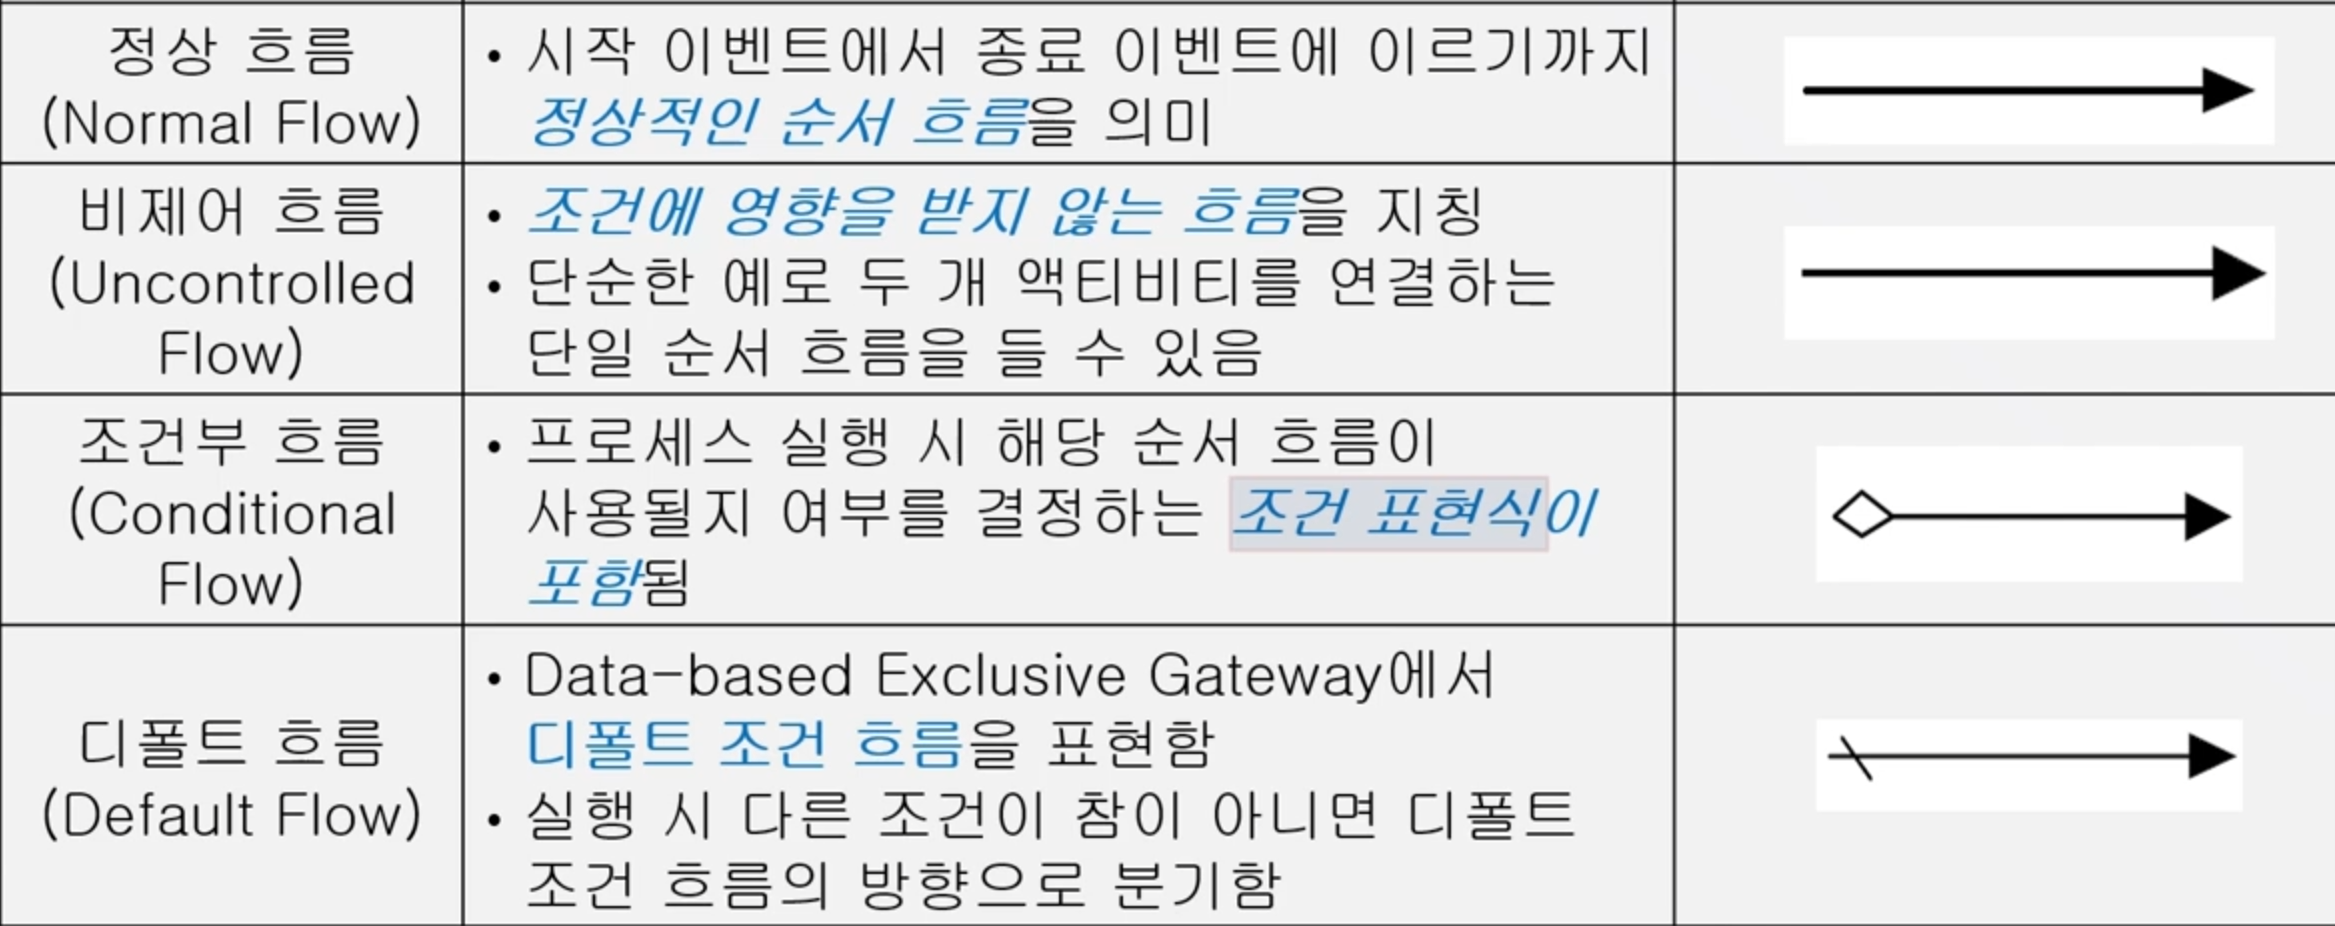 정상 흐름
(Normal Flow)
• 시작 이벤트에서 종료 이벤트에 이르기까지
정상적인 순서 흐름을 의미
비제어 흐름
(Uncontrolled
Flow)
• 조건에 영향을 받지 않는 흐름을 지칭
• 단순한 예로 두 개 액티비티를 연결하는
단일 순서 흐름을 들 수 있음
조건부 흐름
(Conditional
Flow)
• 프로세스 실행 시 해당 순서 흐름이
사용될지 여부를 결정하는 조건 표현식이
포함됨
디폴트 흐름
(Default Flow)
• Data-based Exclusive Gateway에서
디폴트 조건 흐름을 표현함
• 실행 시 다른 조건이 참이 아니면 디폴트
조건 흐름의 방향으로 분기함